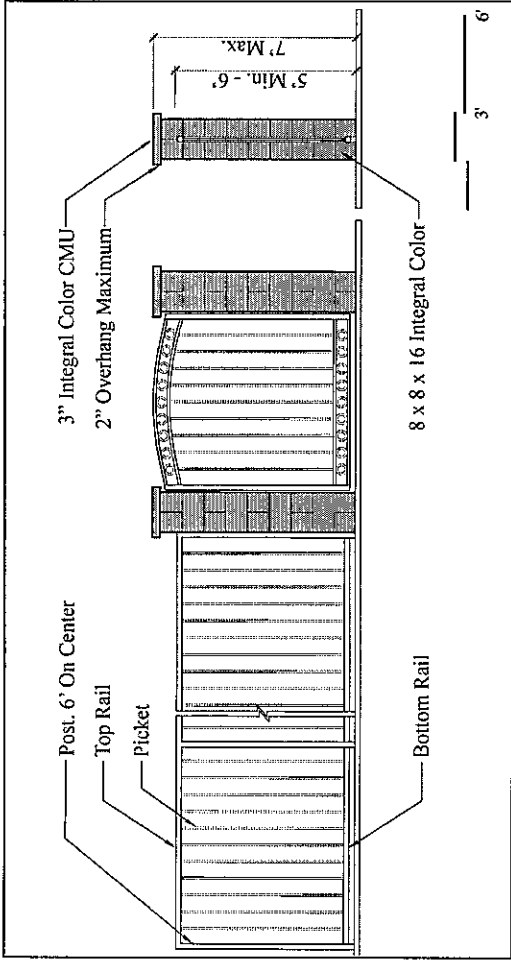 Post. 6' On Center
Top Rail
Picket
Bottom Rail
3" Integral Color CMU
2" Overhang Maximum
8 x 8 x 16 Integral Color
5' Min. - 6'
7' Max.
3'
6'